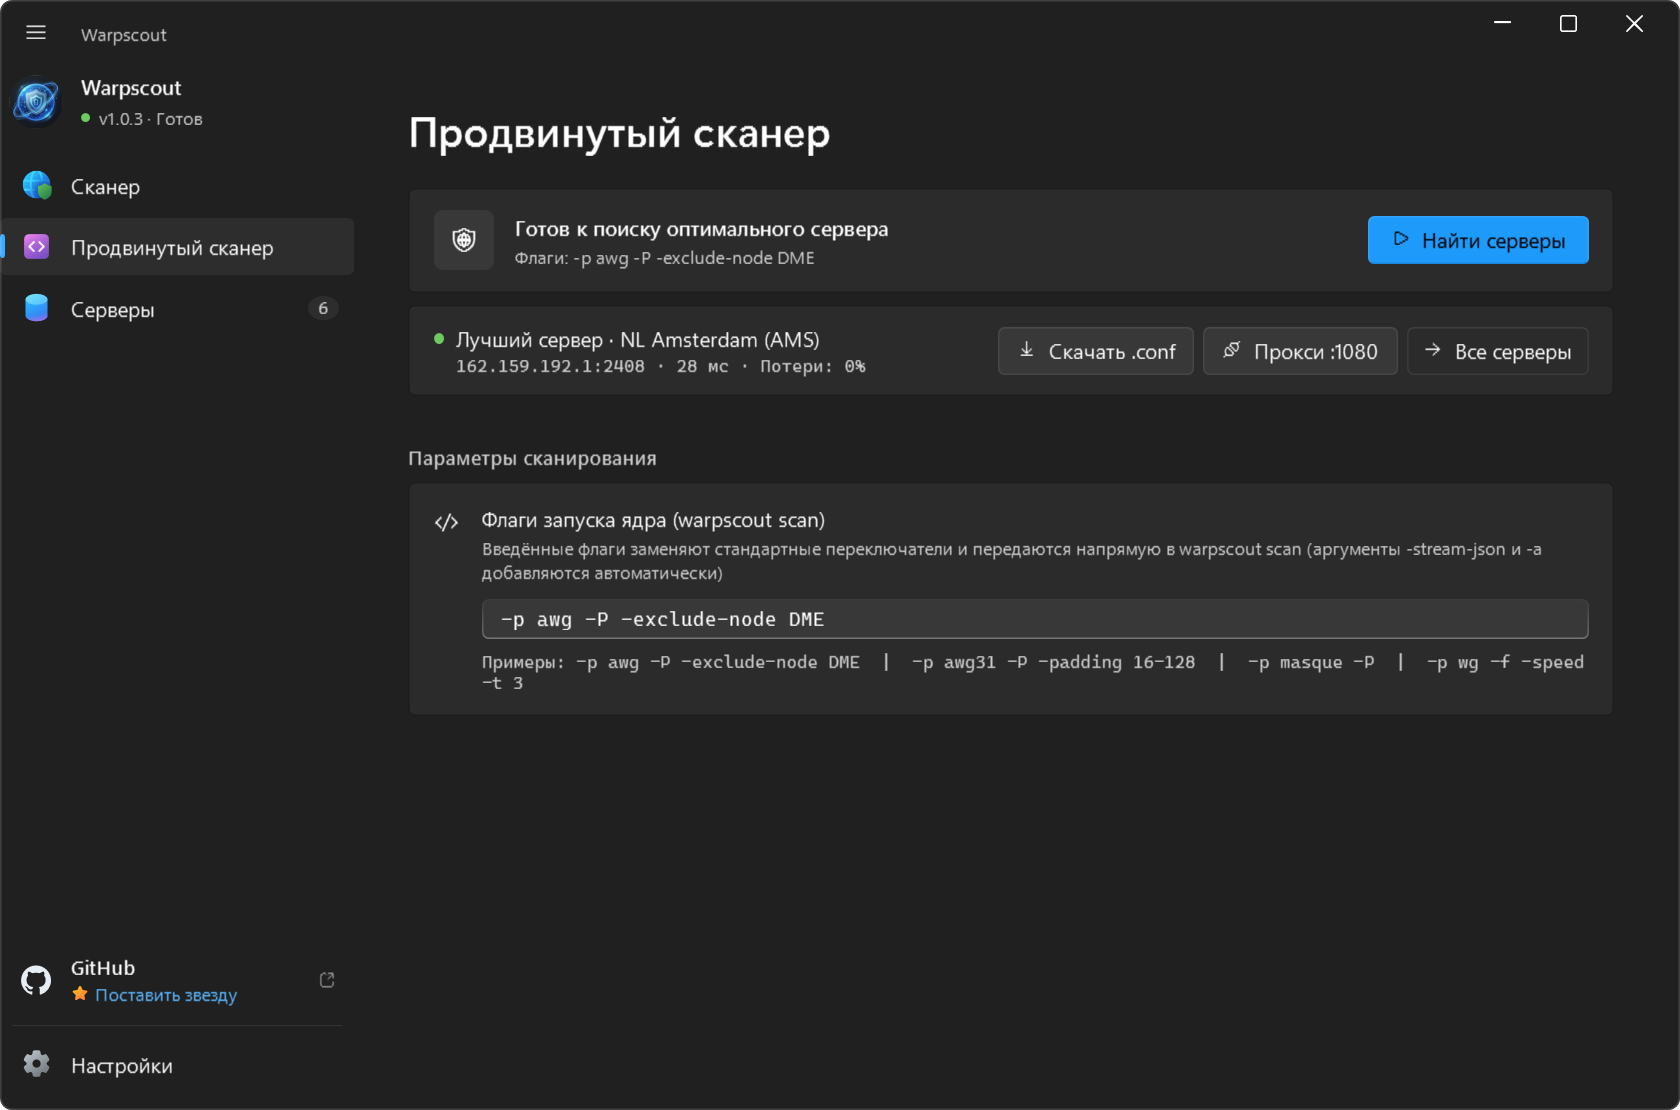 Warpscout
Warpscout
v1.0.3 · Готов
Сканер
Продвинутый сканер
Серверы
6
GitHub
Поставить звезду
Настройки
Продвинутый сканер
Готов к поиску оптимального сервера
Флаги: -p awg -P -exclude-node DME
Найти серверы
Лучший сервер · NL Amsterdam (AMS)
162.159.192.1:2408 · 28 мс · Потери: 0%
Скачать .conf
Прокси :1080
Все серверы
Параметры сканирования
Флаги запуска ядра (warpscout scan)
Введённые флаги заменяют стандартные переключатели и передаются напрямую в warpscout scan (аргументы -stream-json и -a
добавляются автоматически)
-p awg -P -exclude-node DME
Примеры: -p awg -P -exclude-node DME | -p awg31 -P -padding 16-128 | -p masque -P | -p wg -f -speed
-t 3